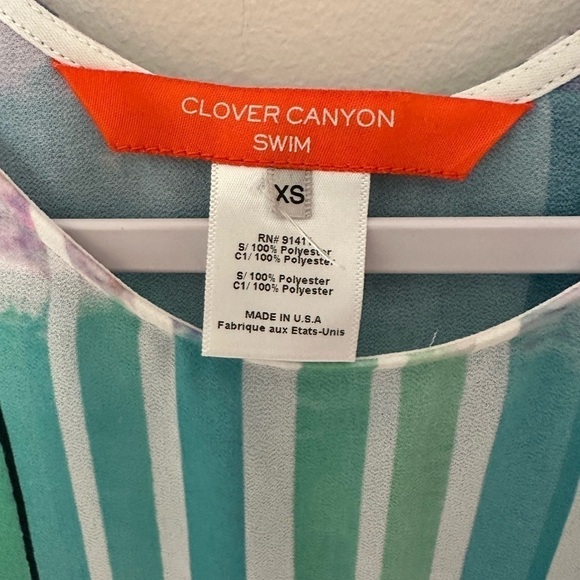 CLOVER CANYON
SWIM
XS
RN# 9141
S/ 100% Polyester
C1/ 100% Polyester
S/ 100% Polyester
C1/ 100% Polyester
MADE IN U.S.A
Fabrique aux Etats-Unis